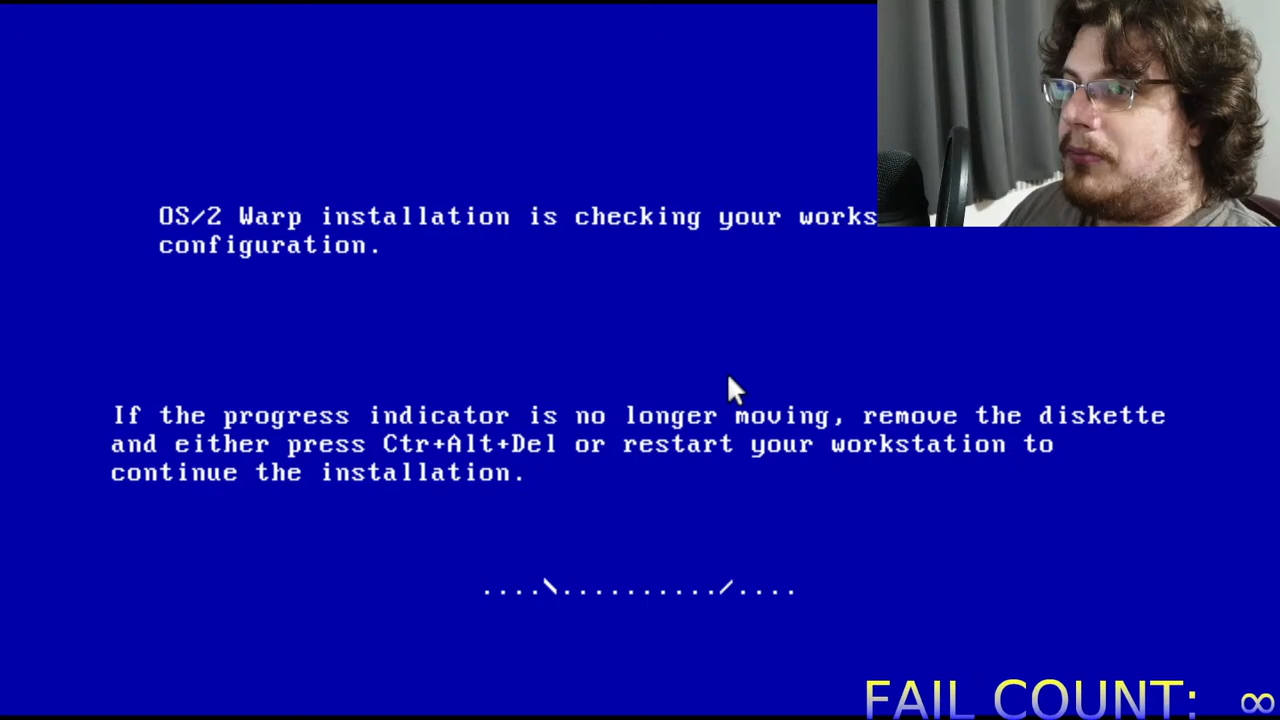 OS/2 Warp installation is checking your works
configuration.
If the progress indicator is no longer moving, remove the diskette
and either press Ctr+Alt+Del or restart your workstation to
continue the installation.
....\........../....
FAIL COUNT: ∞